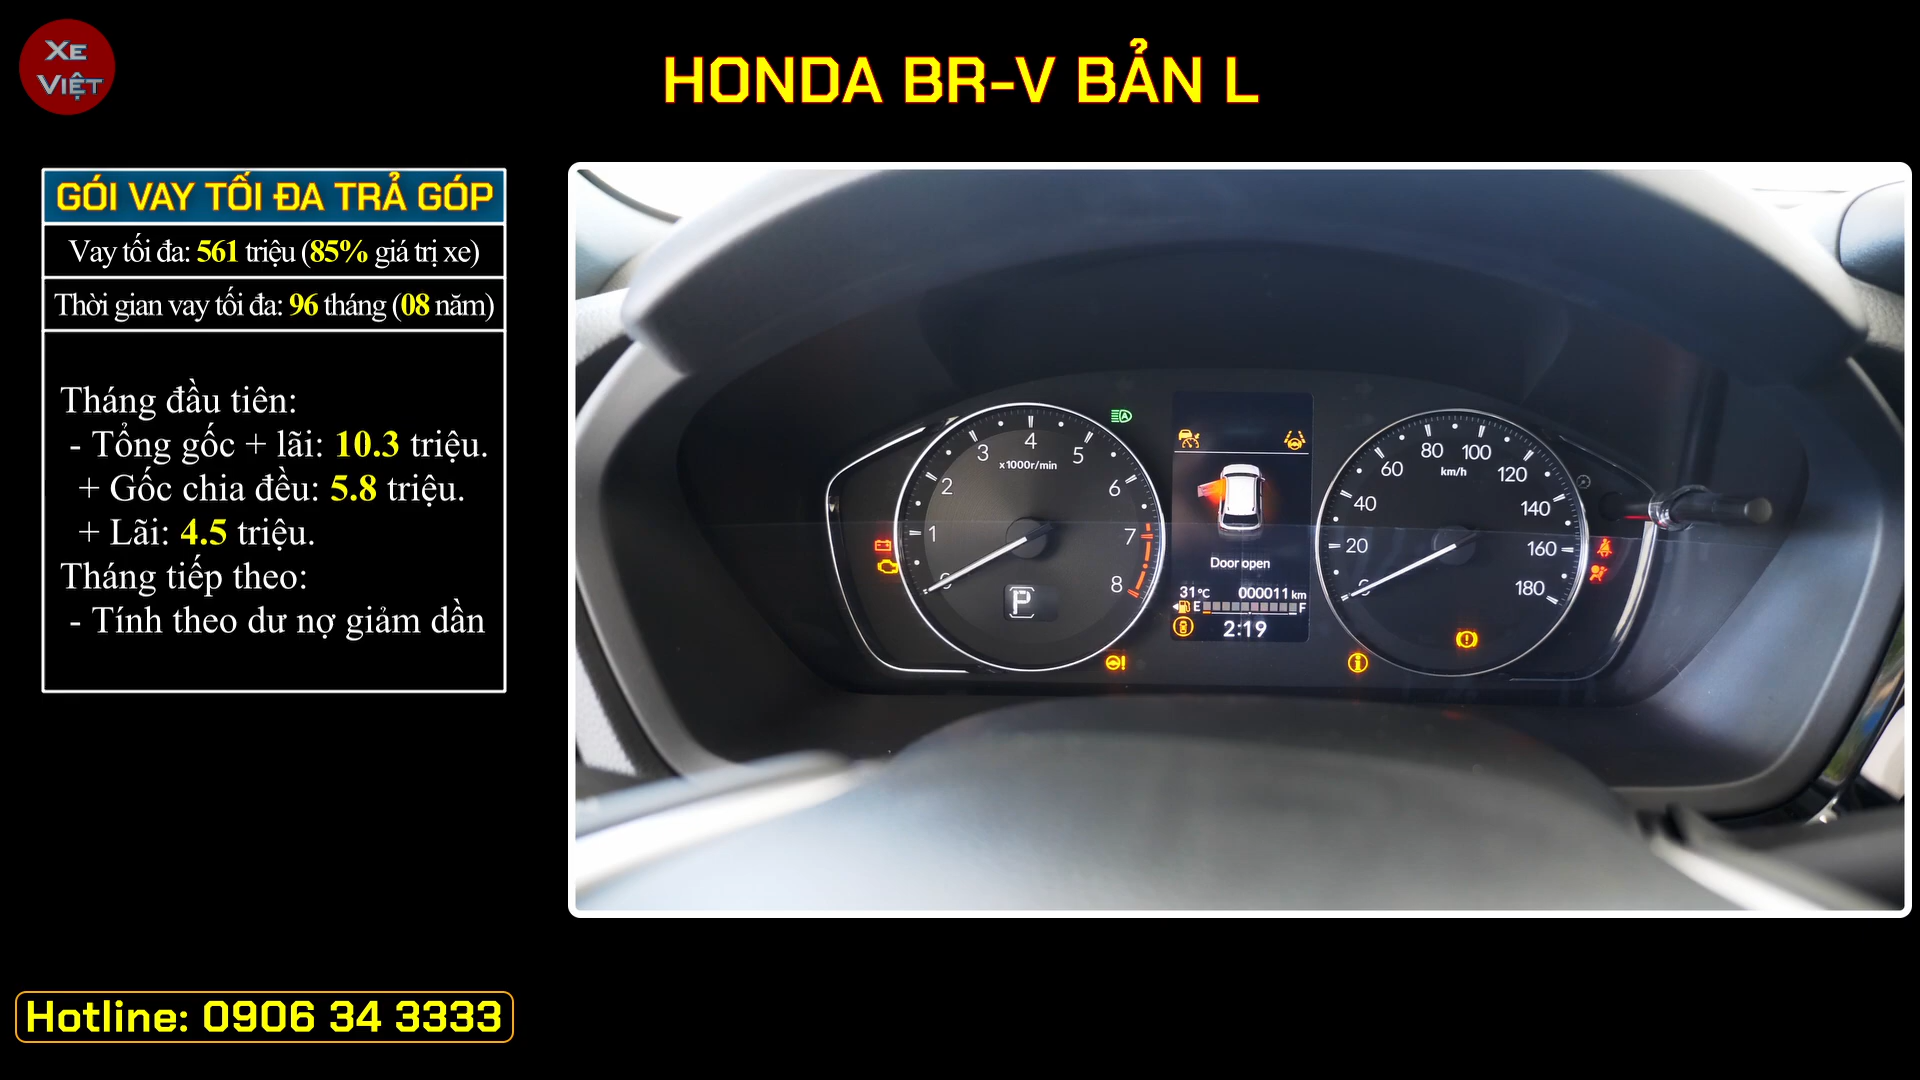 XE
VIỆT
HONDA BR-V BẢN L
GÓI VAY TỐI ĐA TRẢ GÓP
Vay tối đa: 561 triệu (85% giá trị xe)
Thời gian vay tối đa: 96 tháng (08 năm)
Tháng đầu tiên:
- Tổng gốc + lãi: 10.3 triệu.
+ Gốc chia đều: 5.8 triệu.
+ Lãi: 4.5 triệu.
Tháng tiếp theo:
- Tính theo dư nợ giảm dần
1 2 3 4 5 6 7 8
x1000r/min
P
A
Door open
31°C 000011 km
E F
2:19
20 40 60 80 100 120 140 160 180
km/h
Hotline: 0906 34 3333